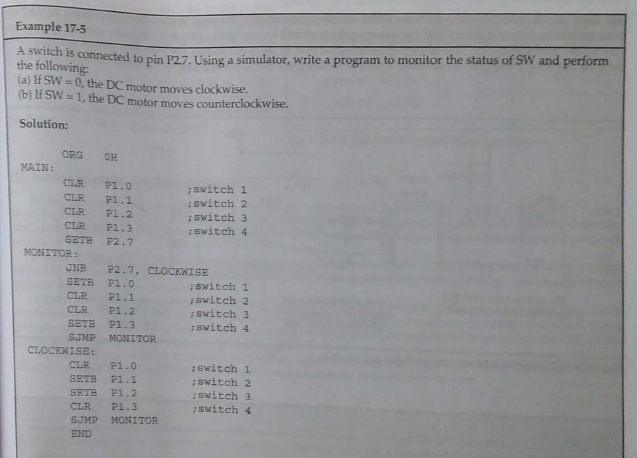 Example 17-5
A switch is connected to pin P2.7. Using a simulator, write a program to monitor the status of SW and perform
the following:
(a) If SW = 0, the DC motor moves clockwise.
(b) If SW = 1, the DC motor moves counterclockwise.
Solution:
ORG 0H
MAIN:
CLR P1.0 ;switch 1
CLR P1.1 ;switch 2
CLR P1.2 ;switch 3
CLR P1.3 ;switch 4
SETB P2.7
MONITOR:
JNB P2.7, CLOCKWISE
SETB P1.0 ;switch 1
CLR P1.1 ;switch 2
CLR P1.2 ;switch 3
SETB P1.3 ;switch 4
SJMP MONITOR
CLOCKWISE:
CLR P1.0 ;switch 1
SETB P1.1 ;switch 2
SETB P1.2 ;switch 3
CLR P1.3 ;switch 4
SJMP MONITOR
END